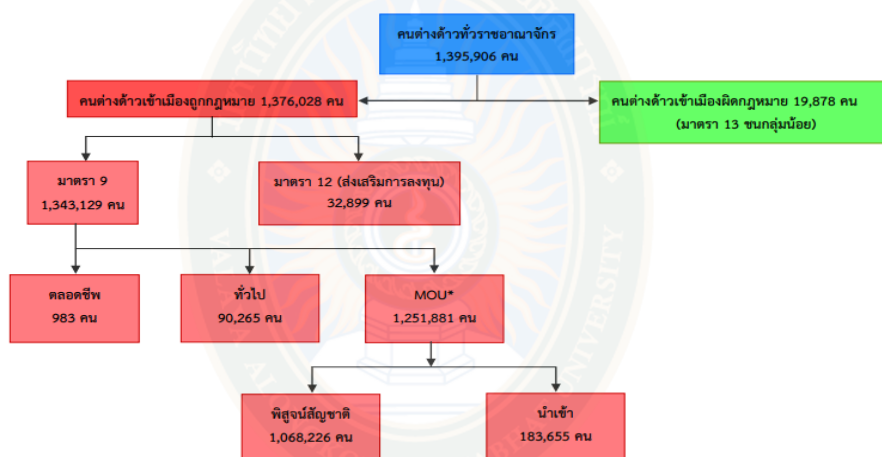 คนต่างด้าวทั่วราชอาณาจักร
1,395,906 คน
คนต่างด้าวเข้าเมืองถูกกฎหมาย 1,376,028 คน
คนต่างด้าวเข้าเมืองผิดกฎหมาย 19,878 คน
(มาตรา 13 ชนกลุ่มน้อย)
มาตรา 9
1,343,129 คน
มาตรา 12 (ส่งเสริมการลงทุน)
32,899 คน
ตลอดชีพ
983 คน
ทั่วไป
90,265 คน
MOU*
1,251,881 คน
พิสูจน์สัญชาติ
1,068,226 คน
นำเข้า
183,655 คน